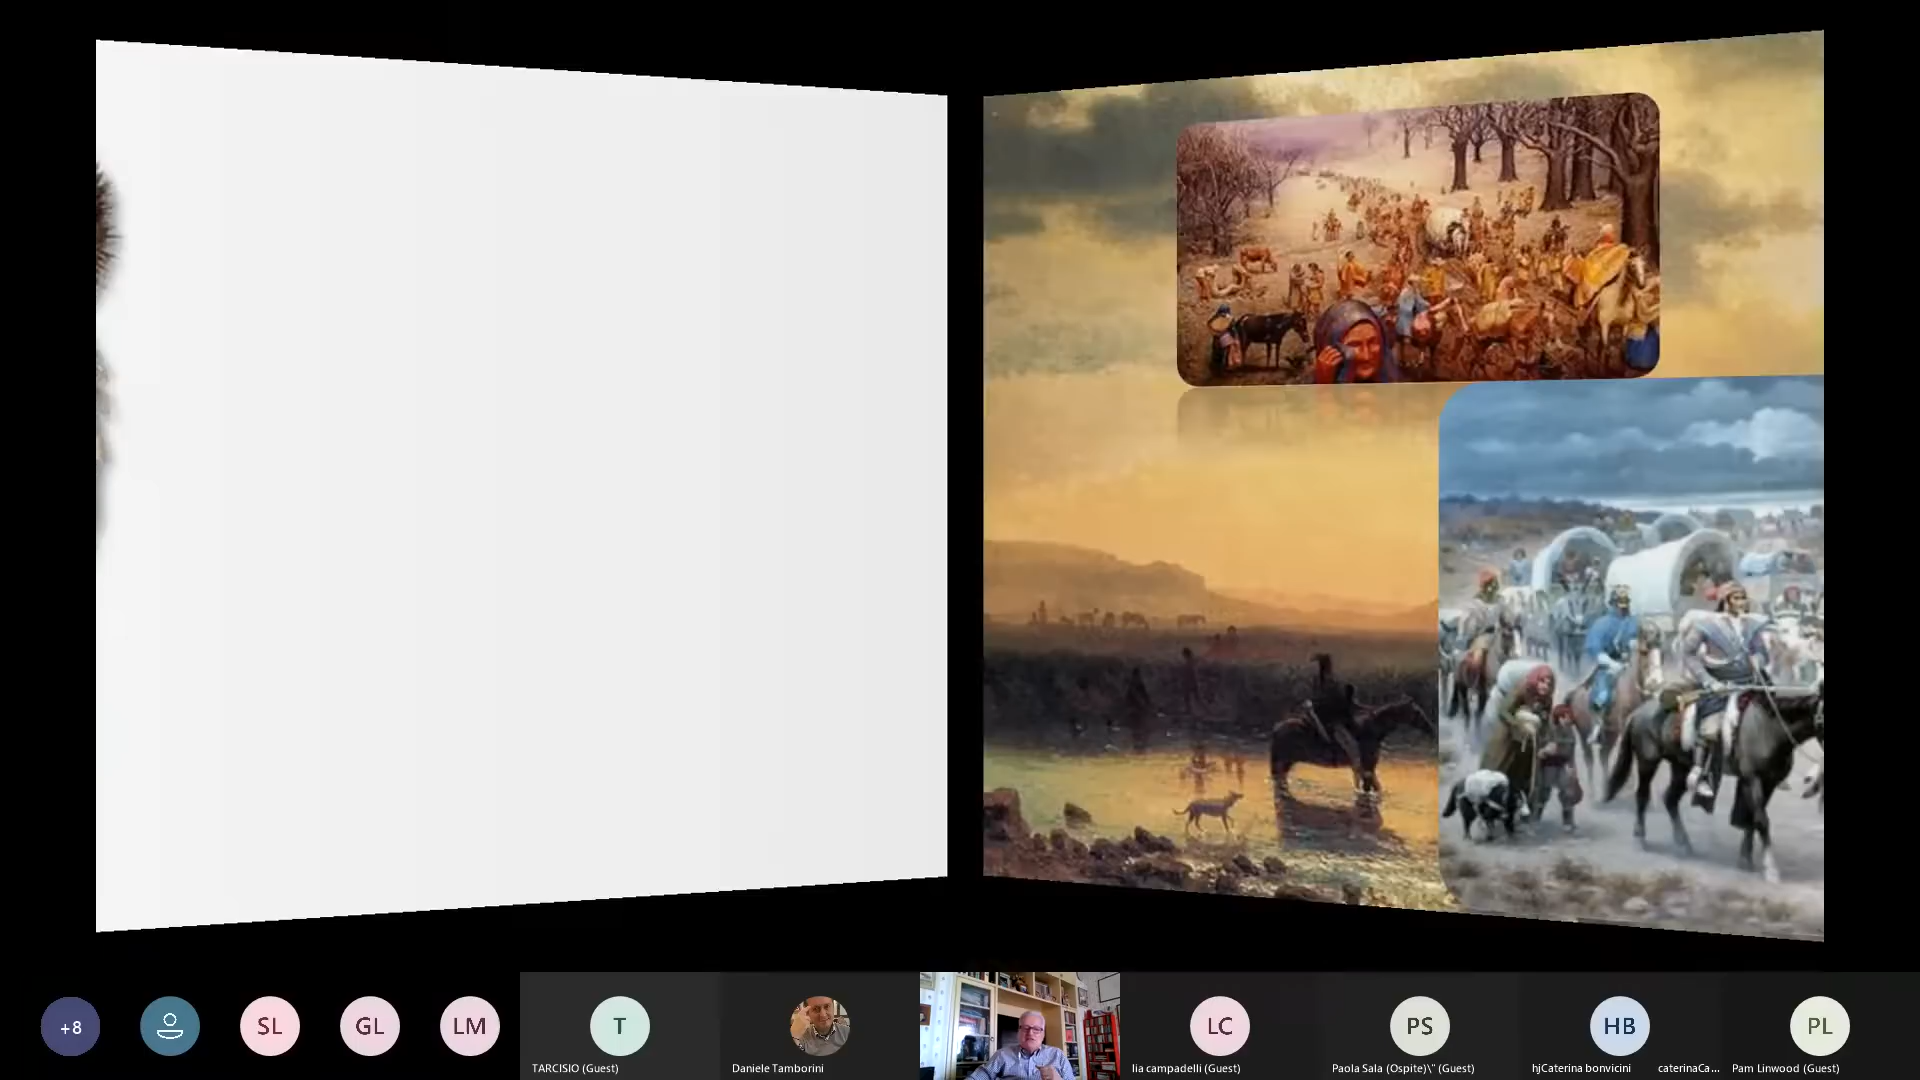 +8
SL
GL
LM
T
LC
PS
HB
PL
TARCISIO (Guest)
Daniele Tamborini
lia campadelli (Guest)
Paola Sala (Ospite)\" (Guest)
hjCaterina bonvicini
caterinaCa...
Pam Linwood (Guest)